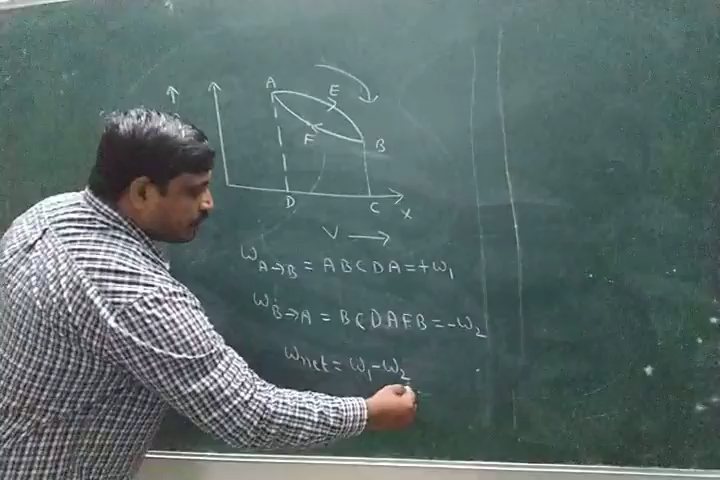 A
E
F
B
D
C
X
V →
W A→B = ABCDA = +W₁
W B→A = BCDAFB = -W₂
Wnet = W₁-W₂